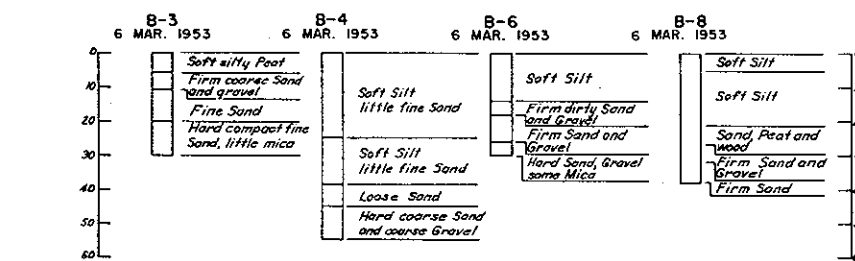 B-3
6 MAR. 1953
Soft silty Peat
Firm coarse Sand
and gravel
Fine Sand
Hard compact fine
Sand, little mica
B-4
6 MAR. 1953
Soft Silt
little fine Sand
Soft Silt
little fine Sand
Loose Sand
Hard coarse Sand
and coarse Gravel
B-6
6 MAR. 1953
Soft Silt
Firm dirty Sand
and Gravel
Firm Sand and
Gravel
Hard Sand, Gravel
some Mica
B-8
6 MAR. 1953
Soft Silt
Soft Silt
Sand, Peat and
wood
Firm Sand and
Gravel
Firm Sand
0
10
20
30
40
50
60